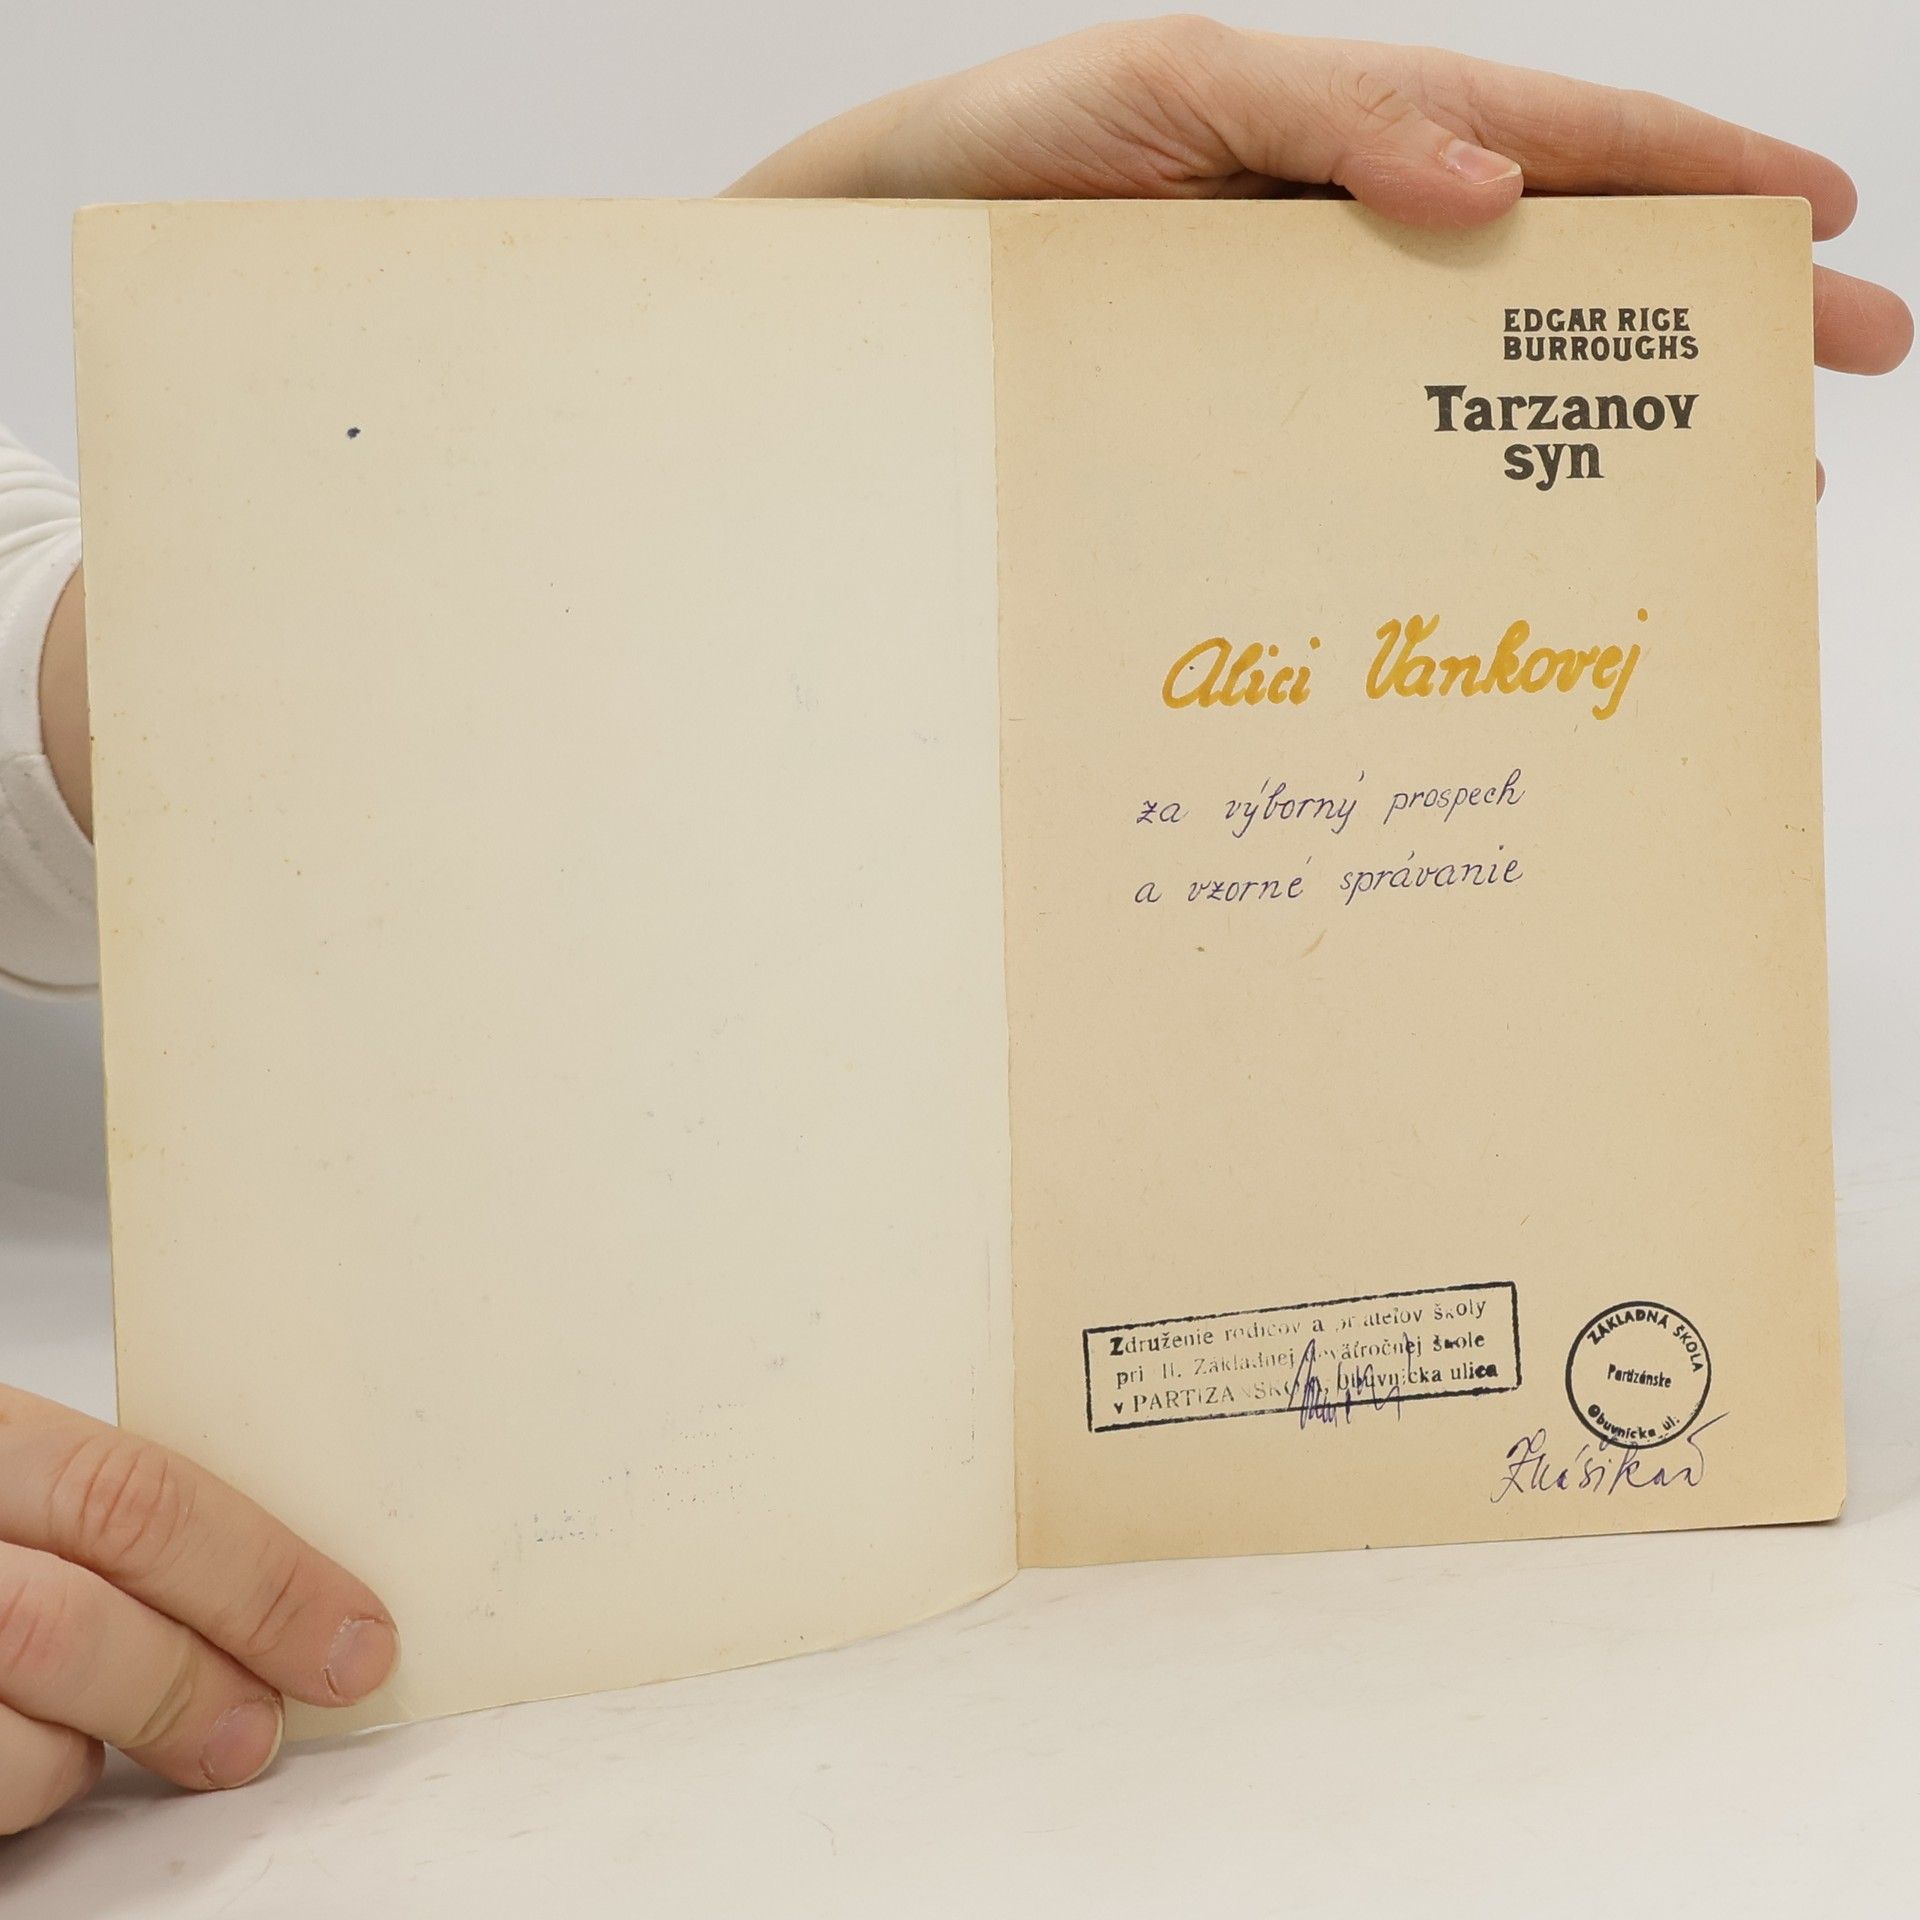 EDGAR RICE
BURROUGHS
Tarzanov
syn
Alici Vankovej
za výborný prospech
a vzorné správanie
Združenie rodičov a priateľov školy
pri II. Základnej deväťročnej škole
v PARTIZÁNSKOM, Obuvnícka ulica
ZÁKLADNÁ ŠKOLA
Partizánske
Obuvnícka ul.